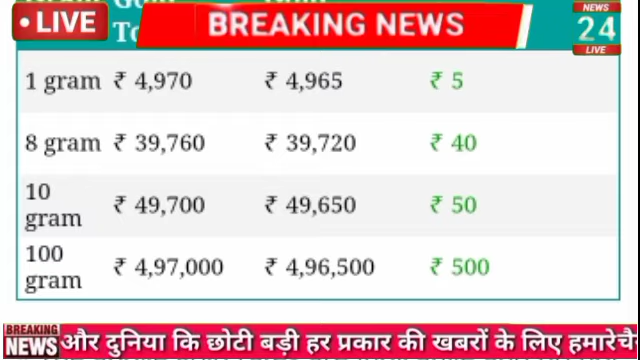 LIVE
BREAKING NEWS
NEWS
24
LIVE
1 gram ₹ 4,970 ₹ 4,965 ₹ 5
8 gram ₹ 39,760 ₹ 39,720 ₹ 40
10 gram ₹ 49,700 ₹ 49,650 ₹ 50
100 gram ₹ 4,97,000 ₹ 4,96,500 ₹ 500
BREAKING
NEWS
और दुनिया कि छोटी बड़ी हर प्रकार की खबरों के लिए हमारेचै